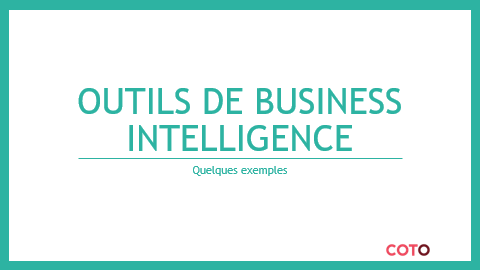 OUTILS DE BUSINESS
INTELLIGENCE
Quelques exemples
COTO